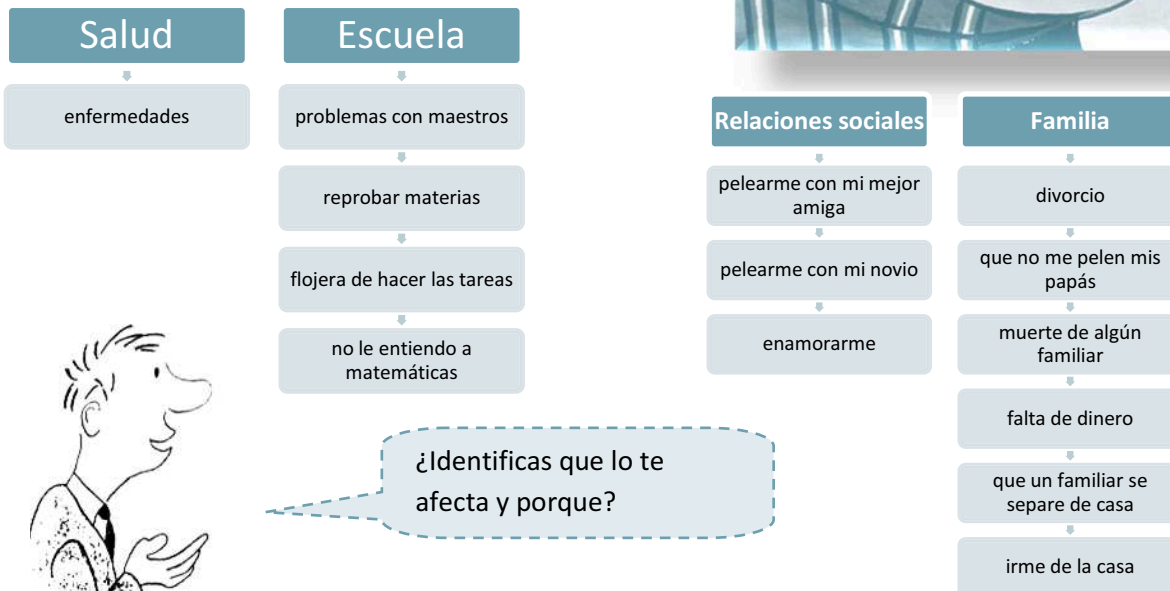 Salud
enfermedades
Escuela
problemas con maestros
reprobar materias
flojera de hacer las tareas
no le entiendo a
matemáticas
Relaciones sociales
pelearme con mi mejor
amiga
pelearme con mi novio
enamorarme
Familia
divorcio
que no me pelen mis
papás
muerte de algún
familiar
falta de dinero
que un familiar se
separe de casa
irme de la casa
¿Identificas que lo te
afecta y porque?